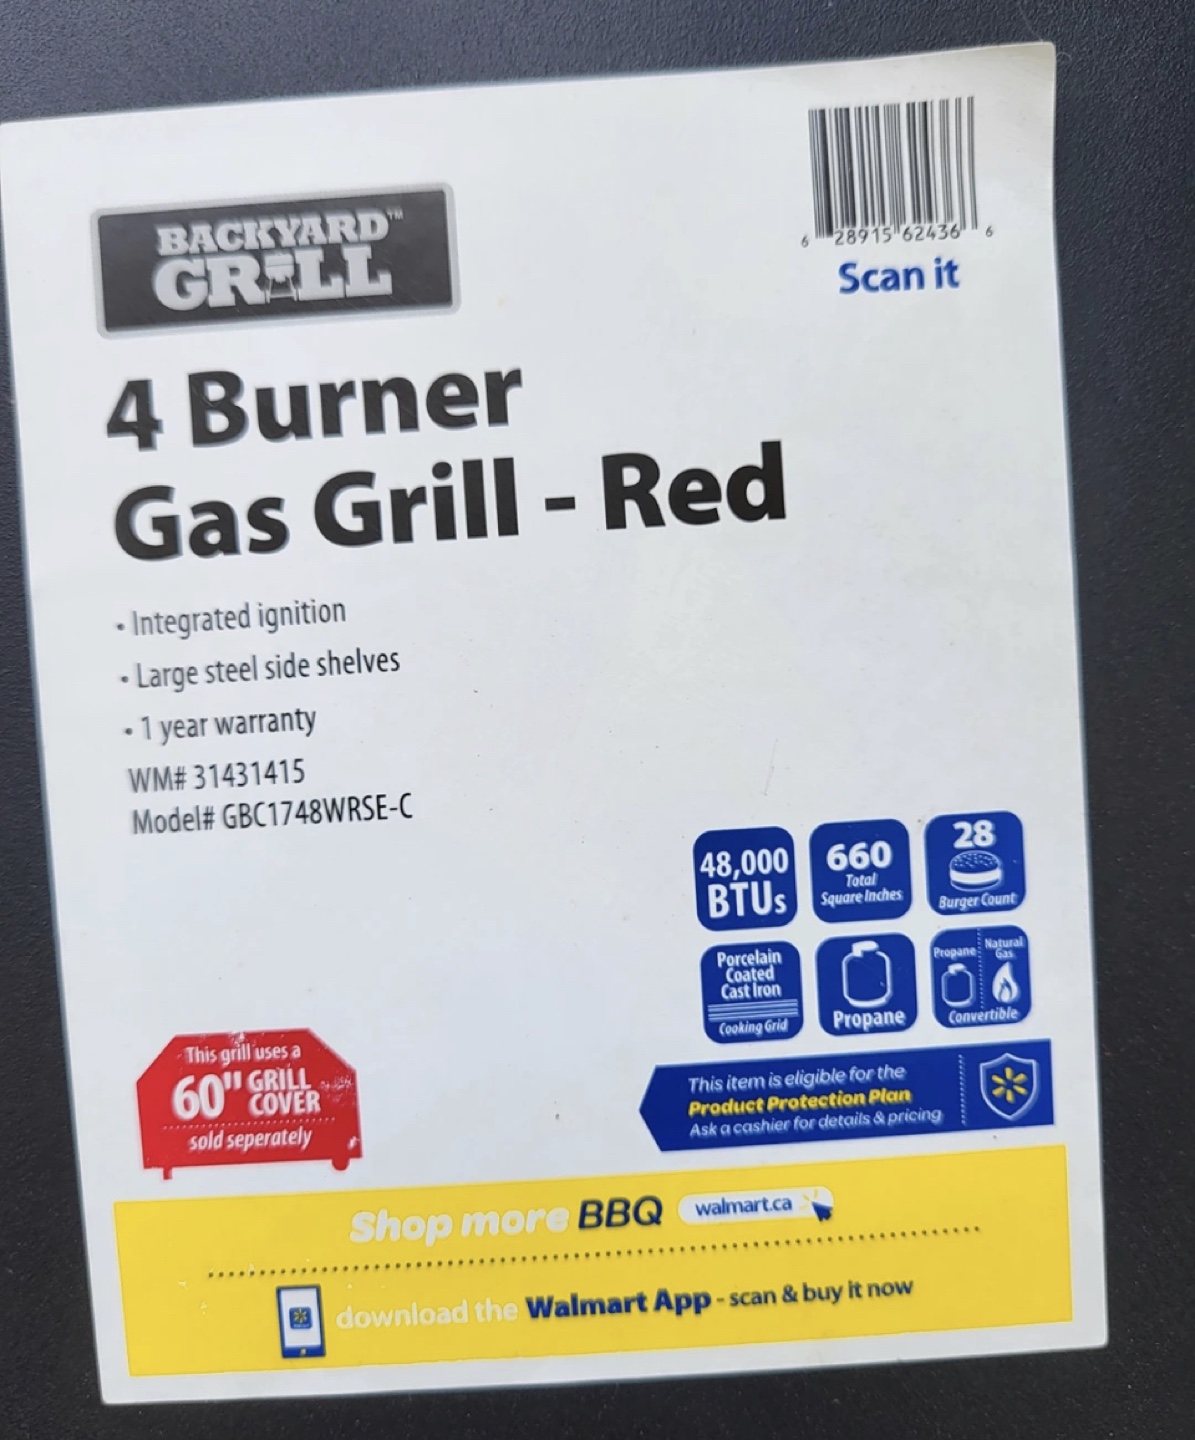 6 28915 62436 6
Scan it
BACKYARD™
GRILL
4 Burner
Gas Grill - Red
• Integrated ignition
• Large steel side shelves
• 1 year warranty
WM# 31431415
Model# GBC1748WRSE-C
48,000
BTUs
660
Total
Square Inches
28
Burger Count
Porcelain
Coated
Cast Iron
Cooking Grid
Propane
Propane
Natural
Gas
Convertible
This grill uses a
60" GRILL
COVER
sold seperately
This item is eligible for the
Product Protection Plan
Ask a cashier for details & pricing
Shop more BBQ walmart.ca
download the Walmart App - scan & buy it now